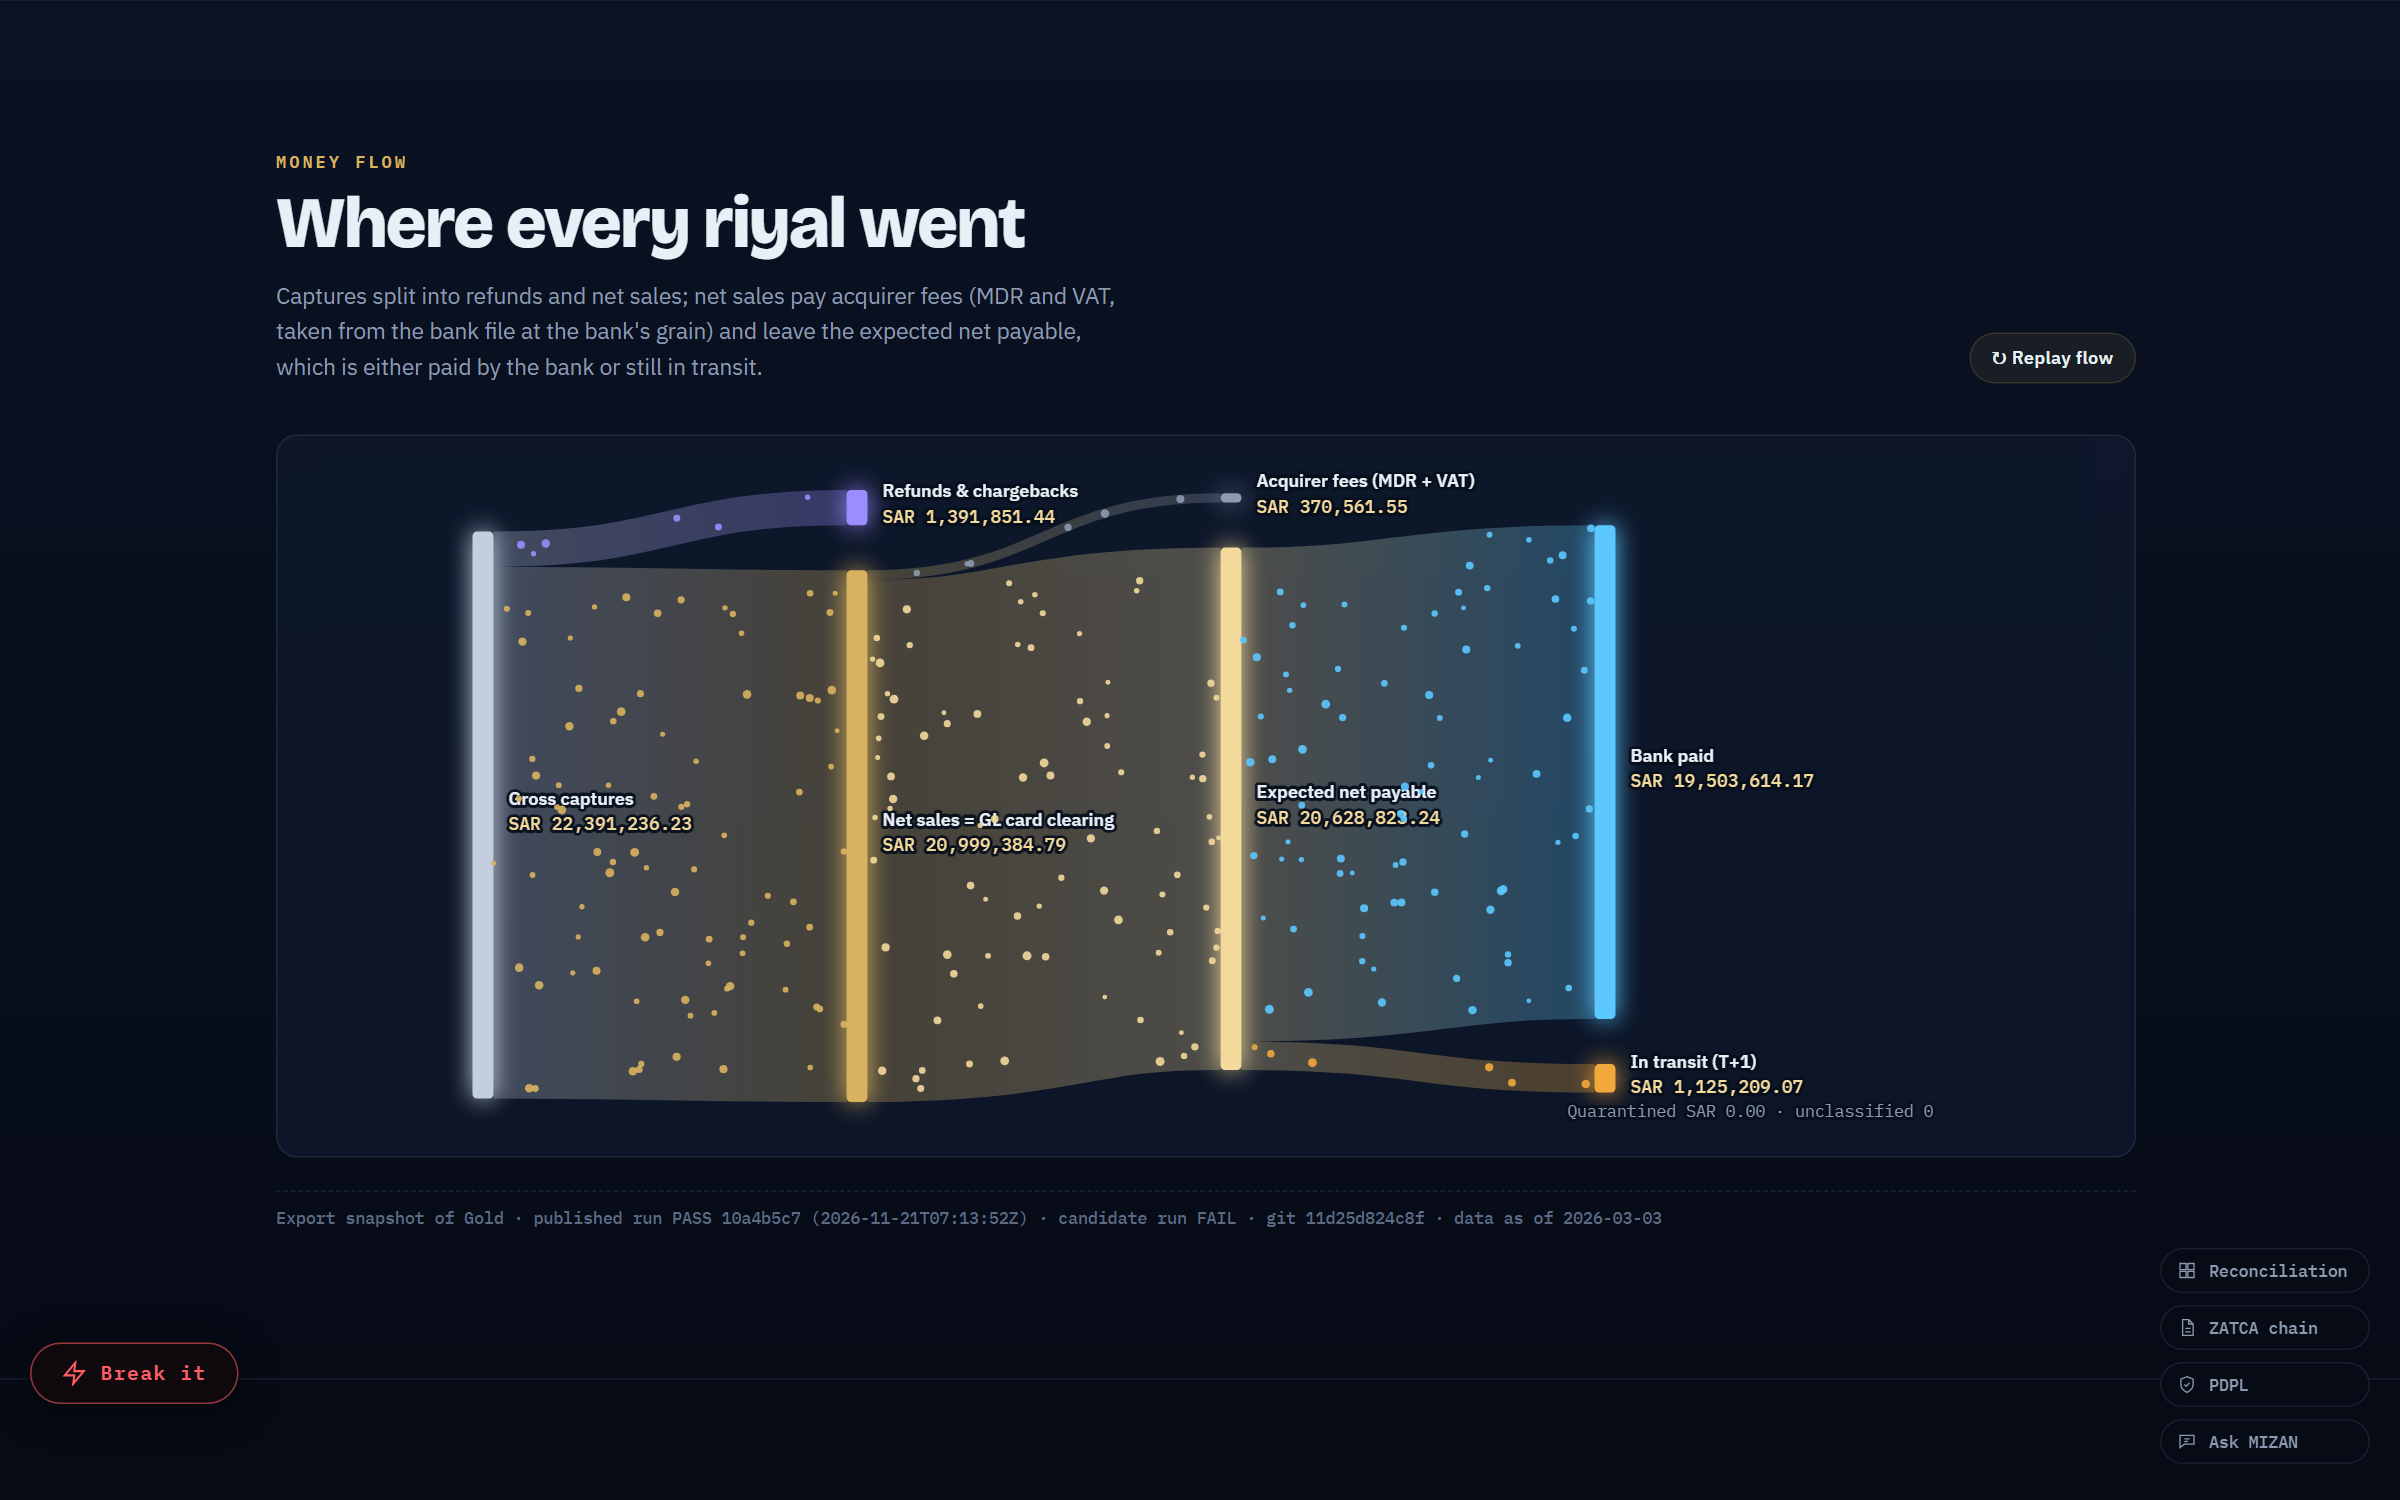 MONEY FLOW
Where every riyal went
Captures split into refunds and net sales; net sales pay acquirer fees (MDR and VAT,
taken from the bank file at the bank's grain) and leave the expected net payable,
which is either paid by the bank or still in transit.
↻ Replay flow
Refunds & chargebacks
SAR 1,391,851.44
Acquirer fees (MDR + VAT)
SAR 370,561.55
Gross captures
SAR 22,391,236.23
Net sales = GL card clearing
SAR 20,999,384.79
Expected net payable
SAR 20,628,823.24
Bank paid
SAR 19,503,614.17
In transit (T+1)
SAR 1,125,209.07
Quarantined SAR 0.00 · unclassified 0
Export snapshot of Gold · published run PASS 10a4b5c7 (2026-11-21T07:13:52Z) · candidate run FAIL · git 11d25d824c8f · data as of 2026-03-03
Break it
Reconciliation
ZATCA chain
PDPL
Ask MIZAN